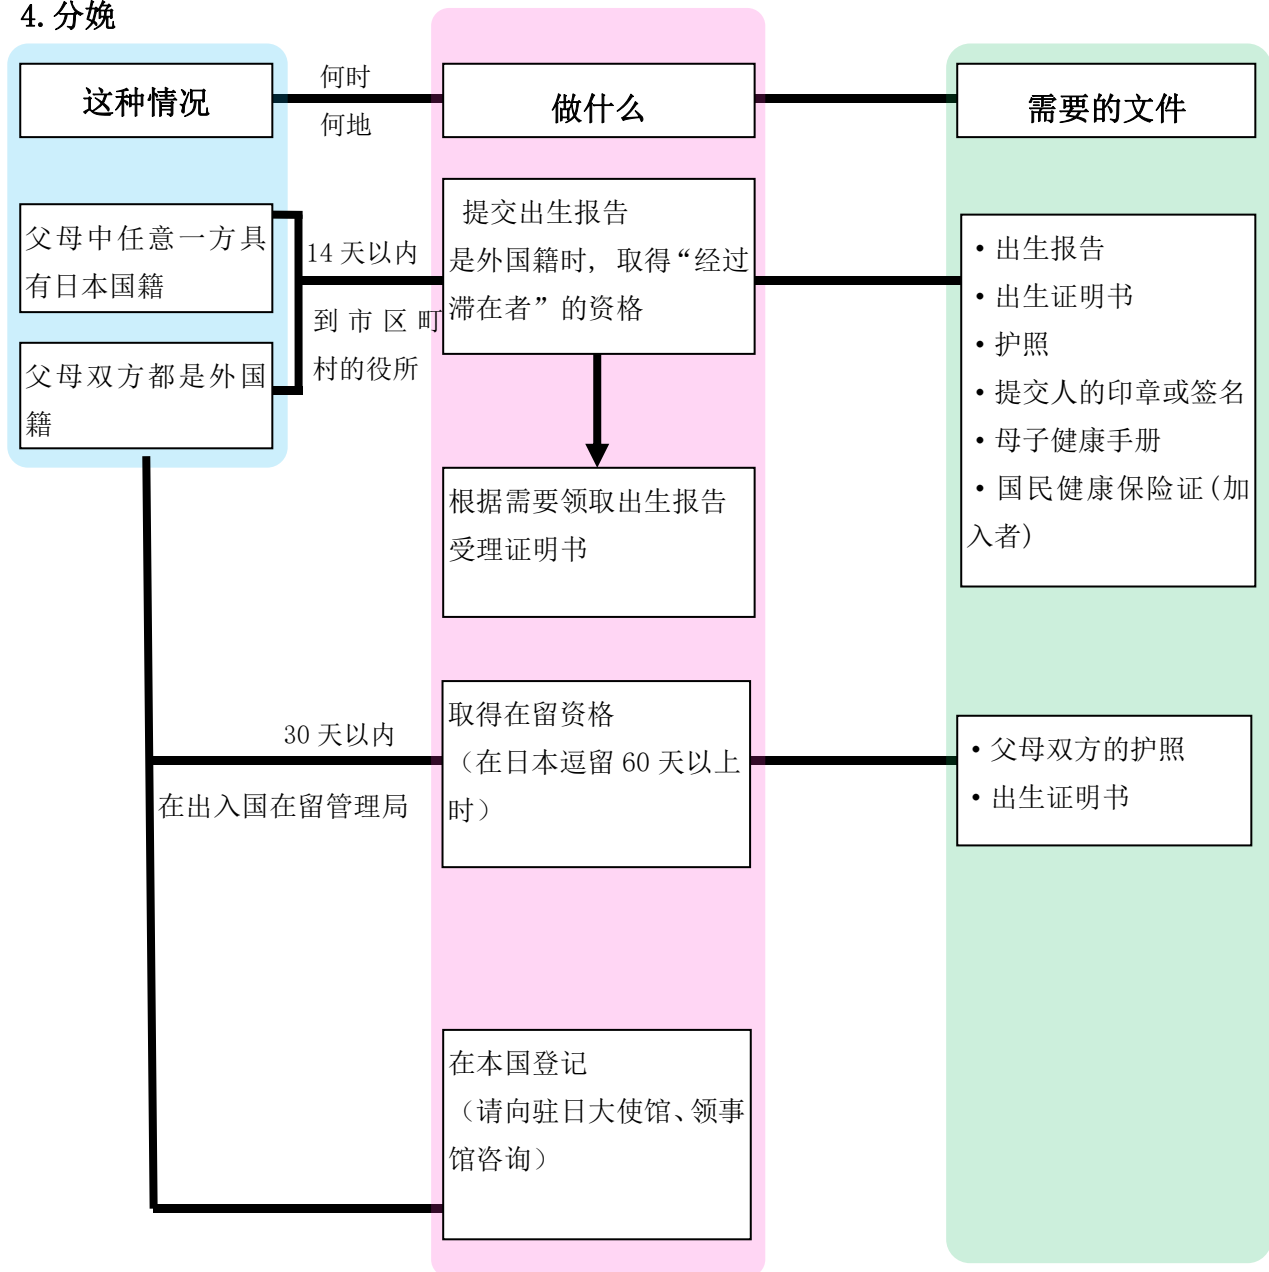 4.分娩
这种情况
何时
何地
做什么
需要的文件
父母中任意一方具
有日本国籍
父母双方都是外国
籍
14 天以内
到市区町
村的役所
提交出生报告
是外国籍时，取得“经过
滞在者”的资格
・出生报告
・出生证明书
・护照
・提交人的印章或签名
・母子健康手册
・国民健康保险证(加
入者)
根据需要领取出生报告
受理证明书
30 天以内
在出入国在留管理局
取得在留资格
（在日本逗留 60 天以上
时）
・父母双方的护照
・出生证明书
在本国登记
（请向驻日大使馆、领事
馆咨询）